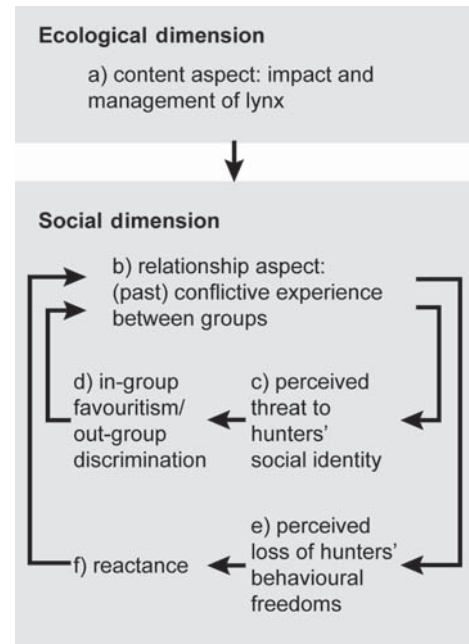 Ecological dimension
a) content aspect: impact and
management of lynx
Social dimension
b) relationship aspect:
(past) conflictive experience
between groups
d) in-group
favouritism/
out-group
discrimination
c) perceived
threat to
hunters'
social identity
f) reactance
e) perceived
loss of hunters'
behavioural
freedoms